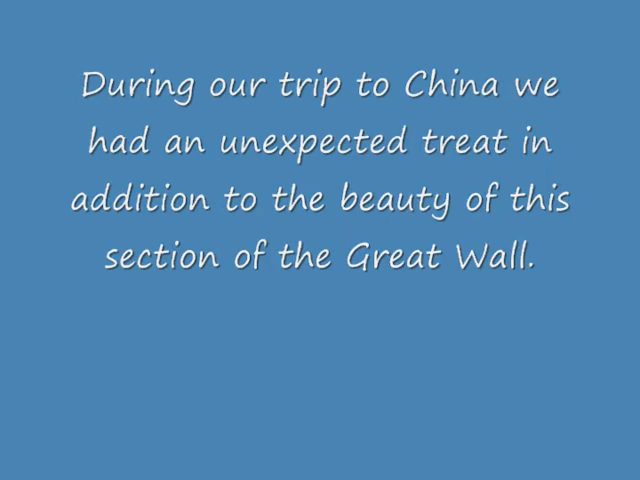 During our trip to China we
had an unexpected treat in
addition to the beauty of this
section of the Great Wall.